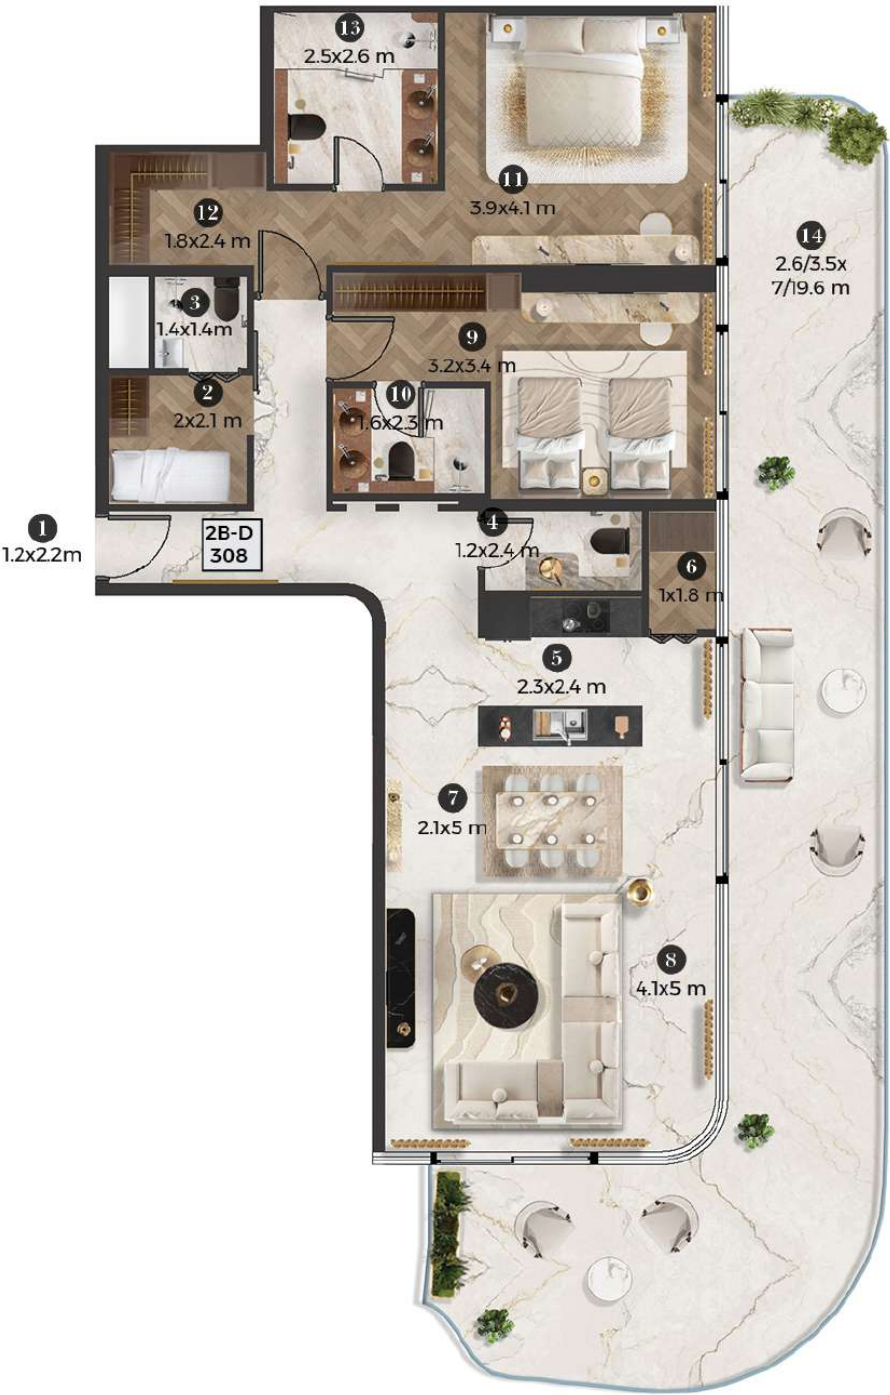 13
2.5x2.6 m
11
3.9x4.1 m
12
1.8x2.4 m
14
2.6/3.5x
7/19.6 m
3
1.4x1.4m
9
3.2x3.4 m
2
2x2.1 m
10
1.6x2.3 m
1
1.2x2.2m
2B-D
308
4
1.2x2.4 m
6
1x1.8 m
5
2.3x2.4 m
7
2.1x5 m
8
4.1x5 m